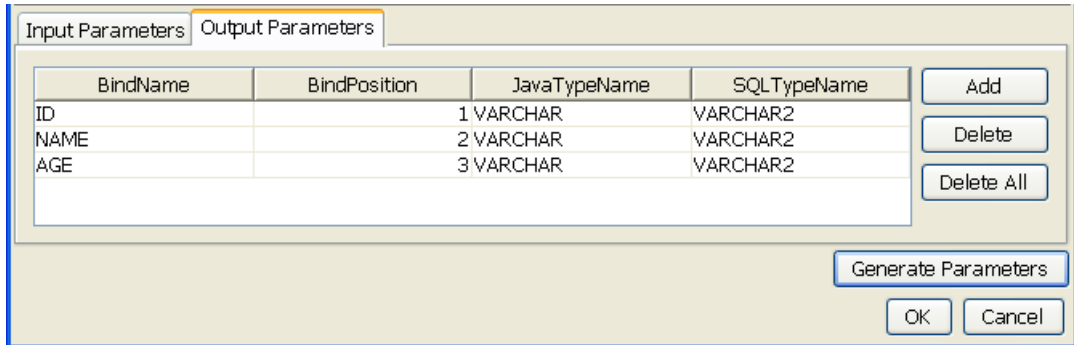 Input Parameters Output Parameters
BindName BindPosition JavaTypeName SQLTypeName Add
ID 1 VARCHAR VARCHAR2
NAME 2 VARCHAR VARCHAR2 Delete
AGE 3 VARCHAR VARCHAR2
Delete All
Generate Parameters
OK Cancel